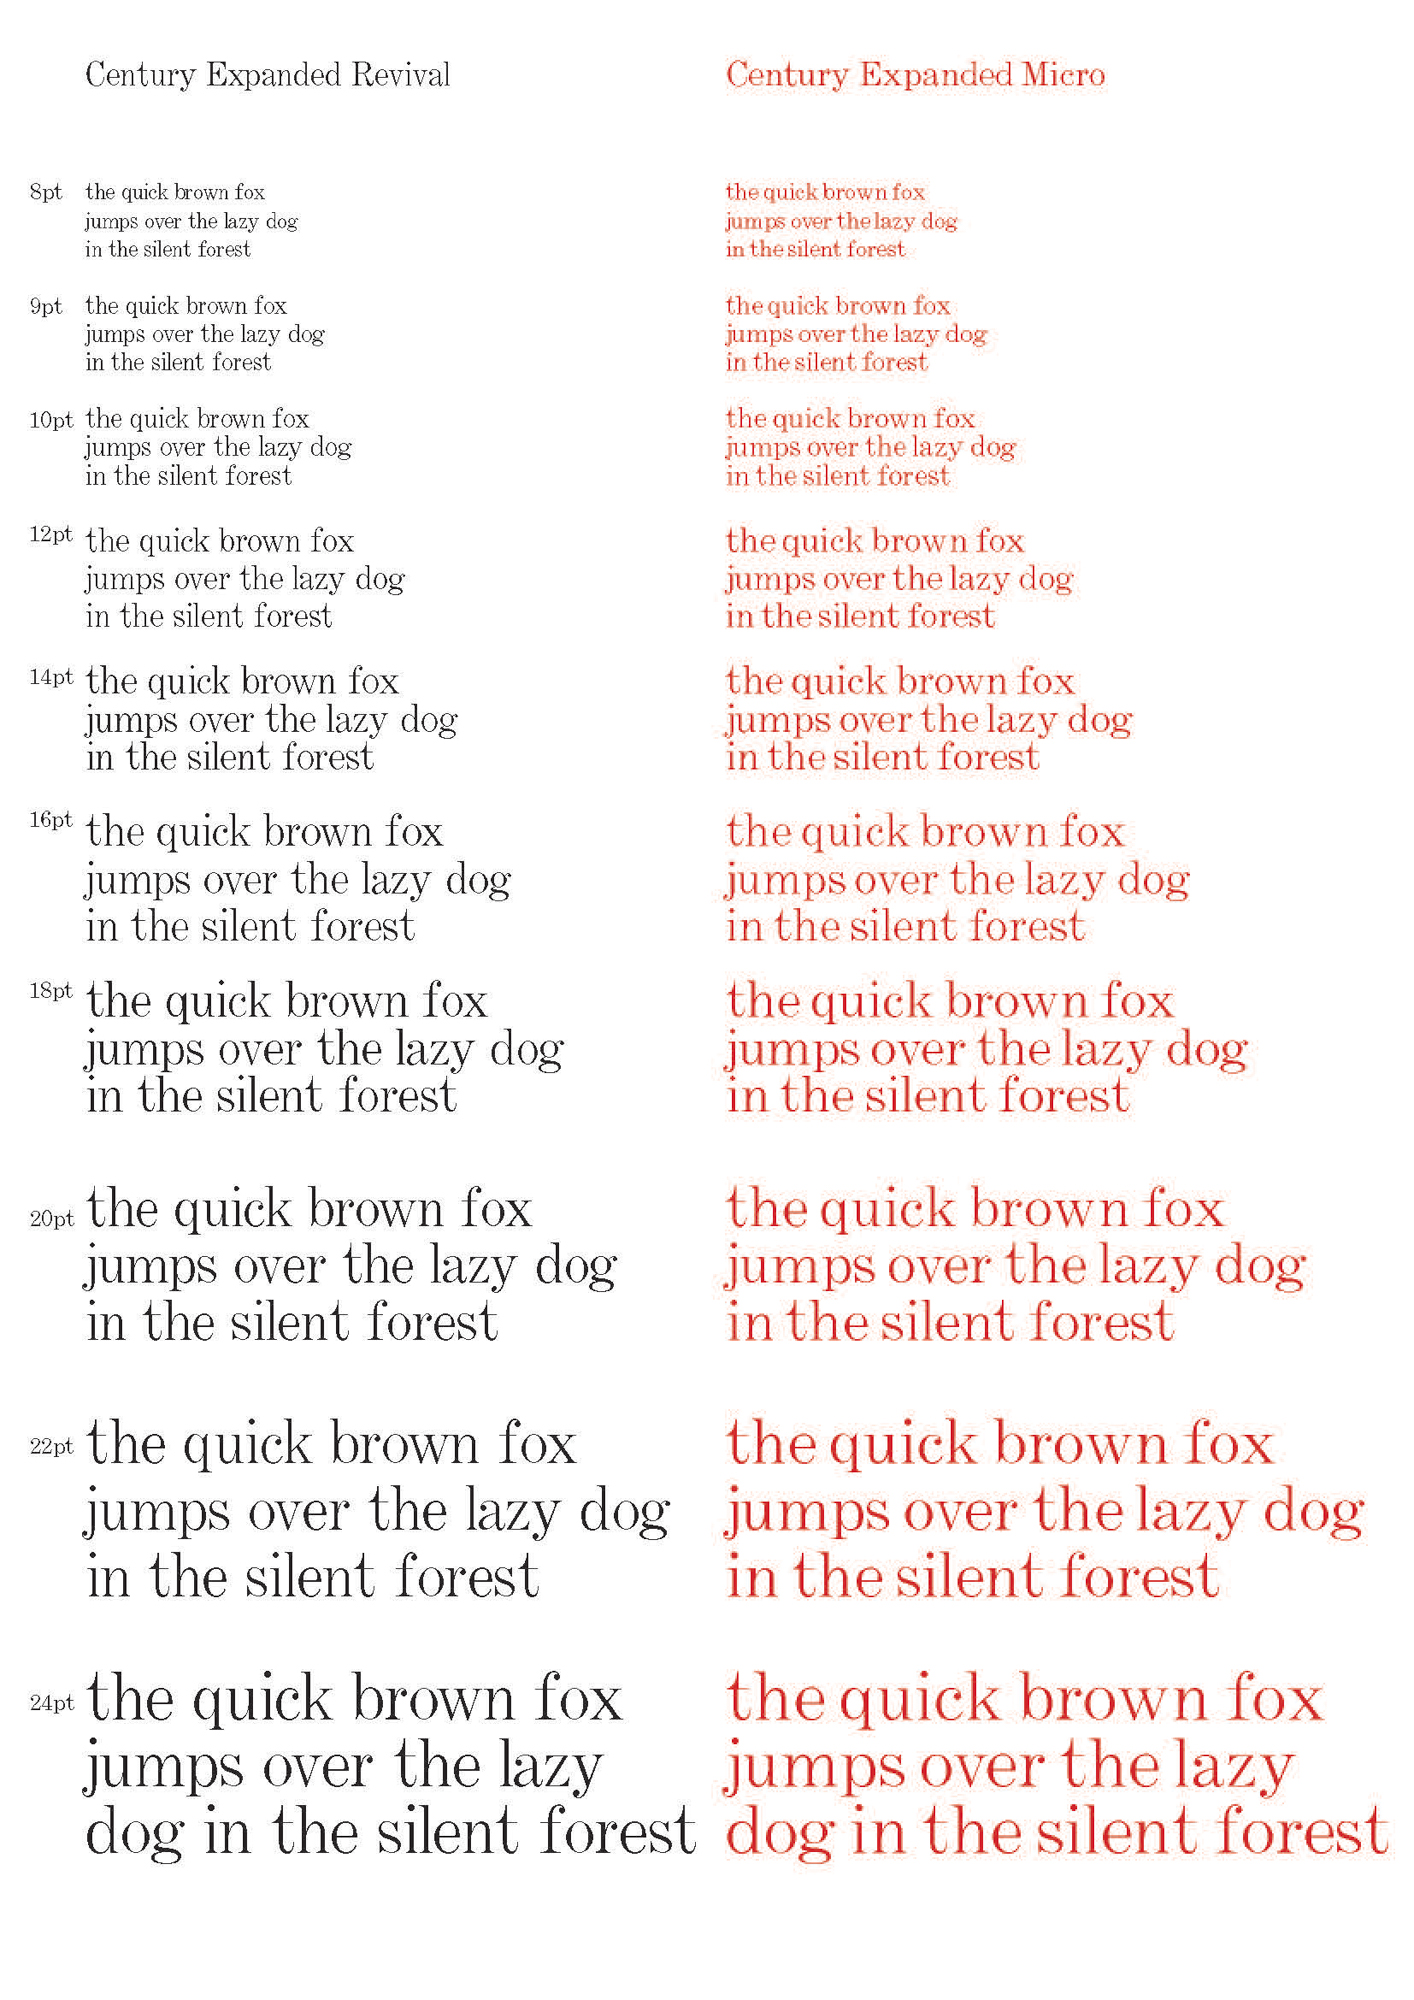 Century Expanded Revival
Century Expanded Micro
8pt the quick brown fox
jumps over the lazy dog
in the silent forest
the quick brown fox
jumps over the lazy dog
in the silent forest
9pt the quick brown fox
jumps over the lazy dog
in the silent forest
the quick brown fox
jumps over the lazy dog
in the silent forest
10pt the quick brown fox
jumps over the lazy dog
in the silent forest
the quick brown fox
jumps over the lazy dog
in the silent forest
12pt the quick brown fox
jumps over the lazy dog
in the silent forest
the quick brown fox
jumps over the lazy dog
in the silent forest
14pt the quick brown fox
jumps over the lazy dog
in the silent forest
the quick brown fox
jumps over the lazy dog
in the silent forest
16pt the quick brown fox
jumps over the lazy dog
in the silent forest
the quick brown fox
jumps over the lazy dog
in the silent forest
18pt the quick brown fox
jumps over the lazy dog
in the silent forest
the quick brown fox
jumps over the lazy dog
in the silent forest
20pt the quick brown fox
jumps over the lazy dog
in the silent forest
the quick brown fox
jumps over the lazy dog
in the silent forest
22pt the quick brown fox
jumps over the lazy dog
in the silent forest
the quick brown fox
jumps over the lazy dog
in the silent forest
24pt the quick brown fox
jumps over the lazy
dog in the silent forest
the quick brown fox
jumps over the lazy
dog in the silent forest